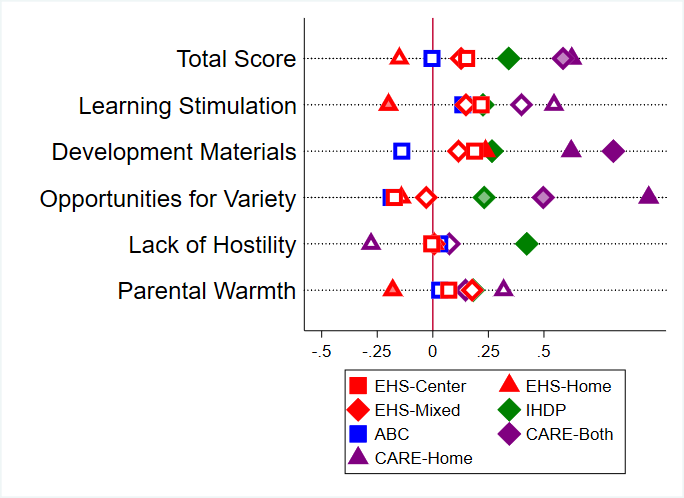 Total Score
Learning Stimulation
Development Materials
Opportunities for Variety
Lack of Hostility
Parental Warmth
-.5 -.25 0 .25 .5
EHS-Center EHS-Home
EHS-Mixed IHDP
ABC CARE-Both
CARE-Home